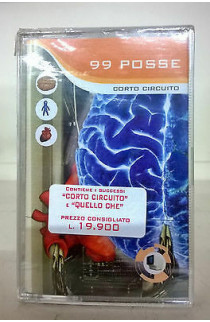 99 POSSE
CORTO CIRCUITO
CONTIENE I SUCCESSI
"CORTO CIRCUITO"
E "QUELLO CHE"
PREZZO CONSIGLIATO
L. 19.900